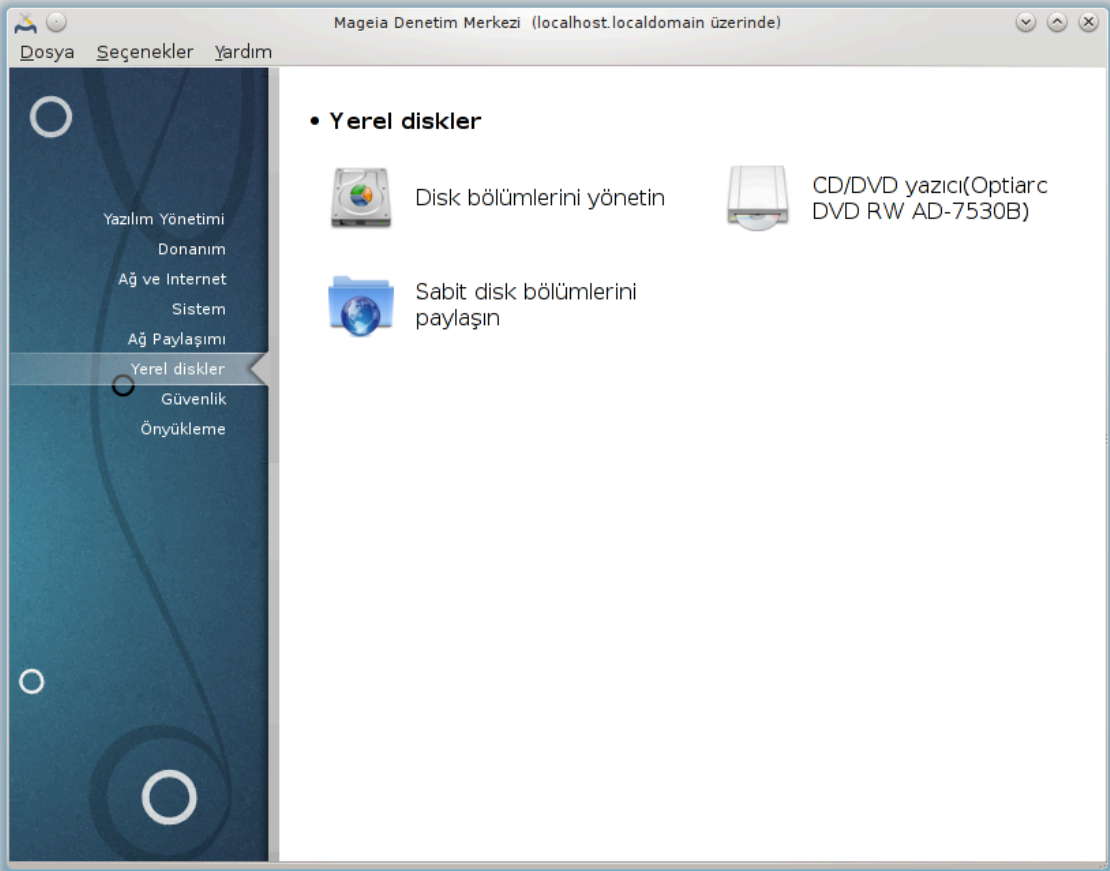 Mageia Denetim Merkezi (localhost.localdomain üzerinde)
Dosya Seçenekler Yardım
Yazılım Yönetimi
Donanım
Ağ ve Internet
Sistem
Ağ Paylaşımı
Yerel diskler
Güvenlik
Önyükleme
• Yerel diskler
Disk bölümlerini yönetin
CD/DVD yazıcı(Optiarc
DVD RW AD-7530B)
Sabit disk bölümlerini
paylaşın